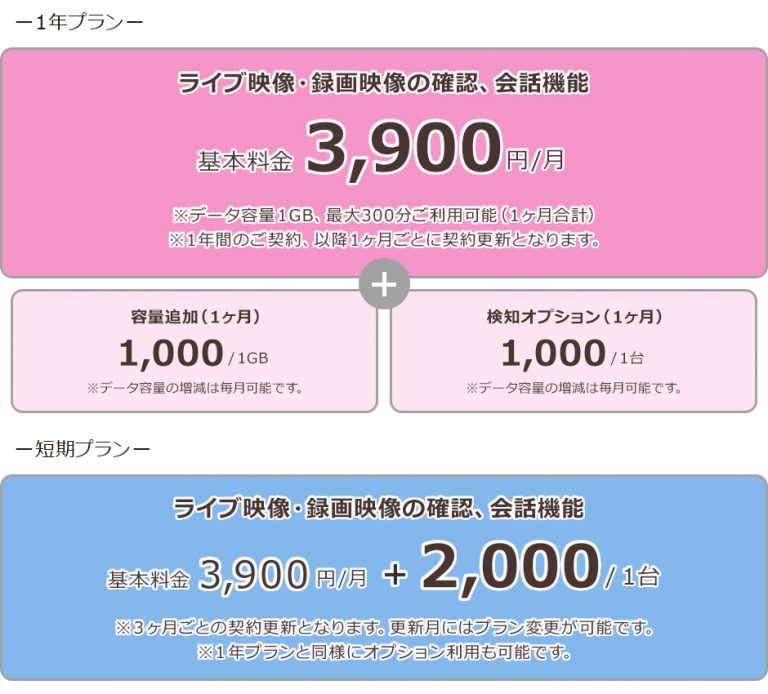 ー1年プランー
ライブ映像・録画映像の確認、会話機能
基本料金 3,900円/月
※データ容量1GB、最大300分ご利用可能（1ヶ月合計）
※1年間のご契約、以降1ヶ月ごとに契約更新となります。
+
容量追加（1ヶ月）
1,000 / 1GB
※データ容量の増減は毎月可能です。
検知オプション（1ヶ月）
1,000 / 1台
※データ容量の増減は毎月可能です。
ー短期プランー
ライブ映像・録画映像の確認、会話機能
基本料金 3,900 円/月 + 2,000 / 1台
※3ヶ月ごとの契約更新となります。更新月にはプラン変更が可能です。
※1年プランと同様にオプション利用も可能です。